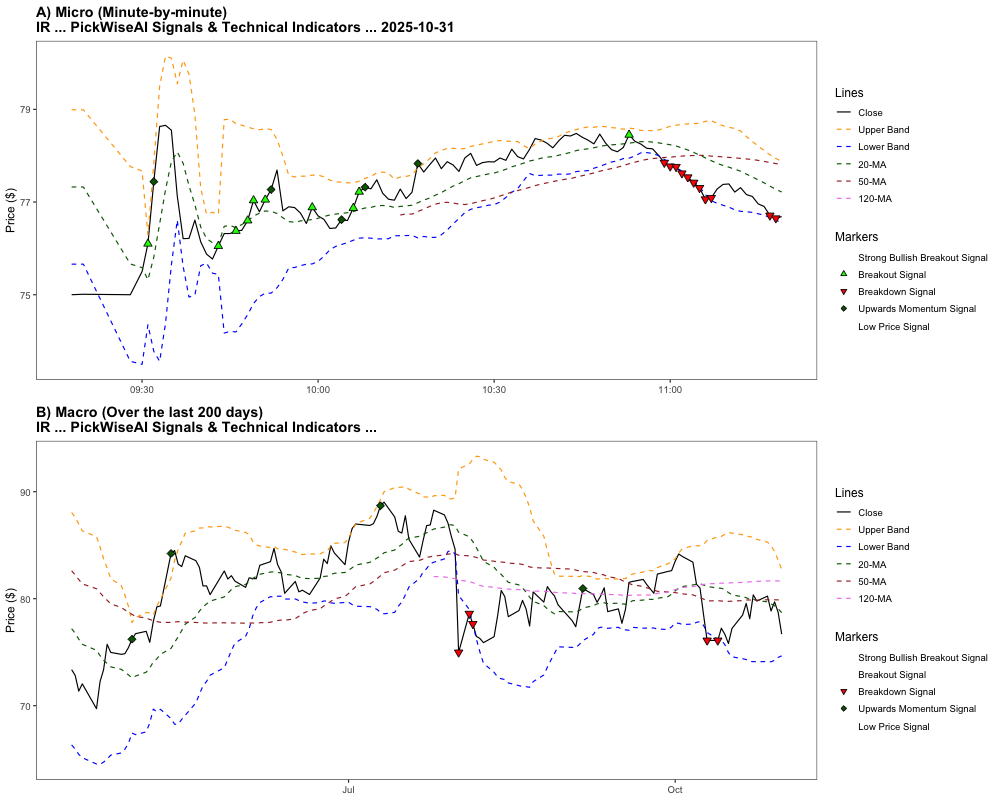 A) Micro (Minute-by-minute)
IR ... PickWiseAI Signals & Technical Indicators ... 2025-10-31
Price ($)
79
77
75
09:30
10:00
10:30
11:00
Lines
Close
Upper Band
Lower Band
20-MA
50-MA
120-MA
Markers
Strong Bullish Breakout Signal
Breakout Signal
Breakdown Signal
Upwards Momentum Signal
Low Price Signal
B) Macro (Over the last 200 days)
IR ... PickWiseAI Signals & Technical Indicators ...
Price ($)
90
80
70
Jul
Oct
Lines
Close
Upper Band
Lower Band
20-MA
50-MA
120-MA
Markers
Strong Bullish Breakout Signal
Breakout Signal
Breakdown Signal
Upwards Momentum Signal
Low Price Signal